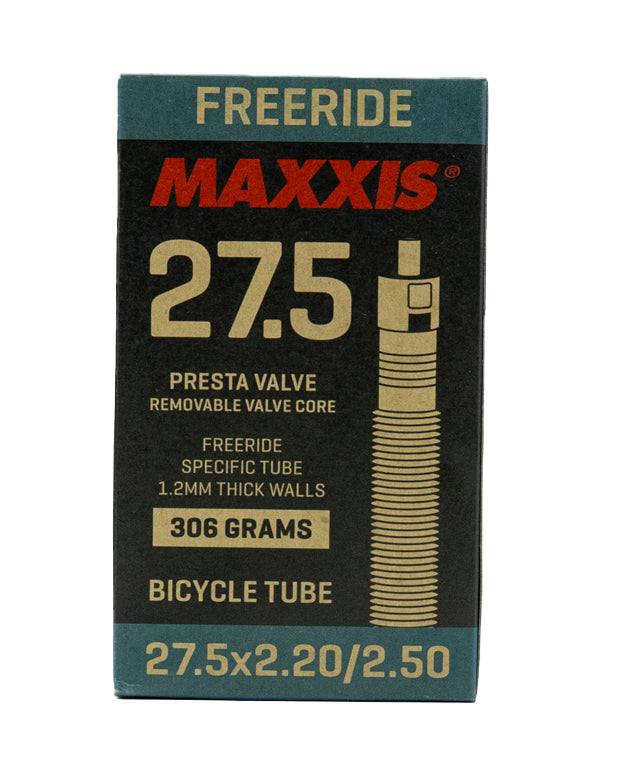 FREERIDE
MAXXIS®
27.5
PRESTA VALVE
REMOVABLE VALVE CORE
FREERIDE
SPECIFIC TUBE
1.2MM THICK WALLS
306 GRAMS
BICYCLE TUBE
27.5x2.20/2.50